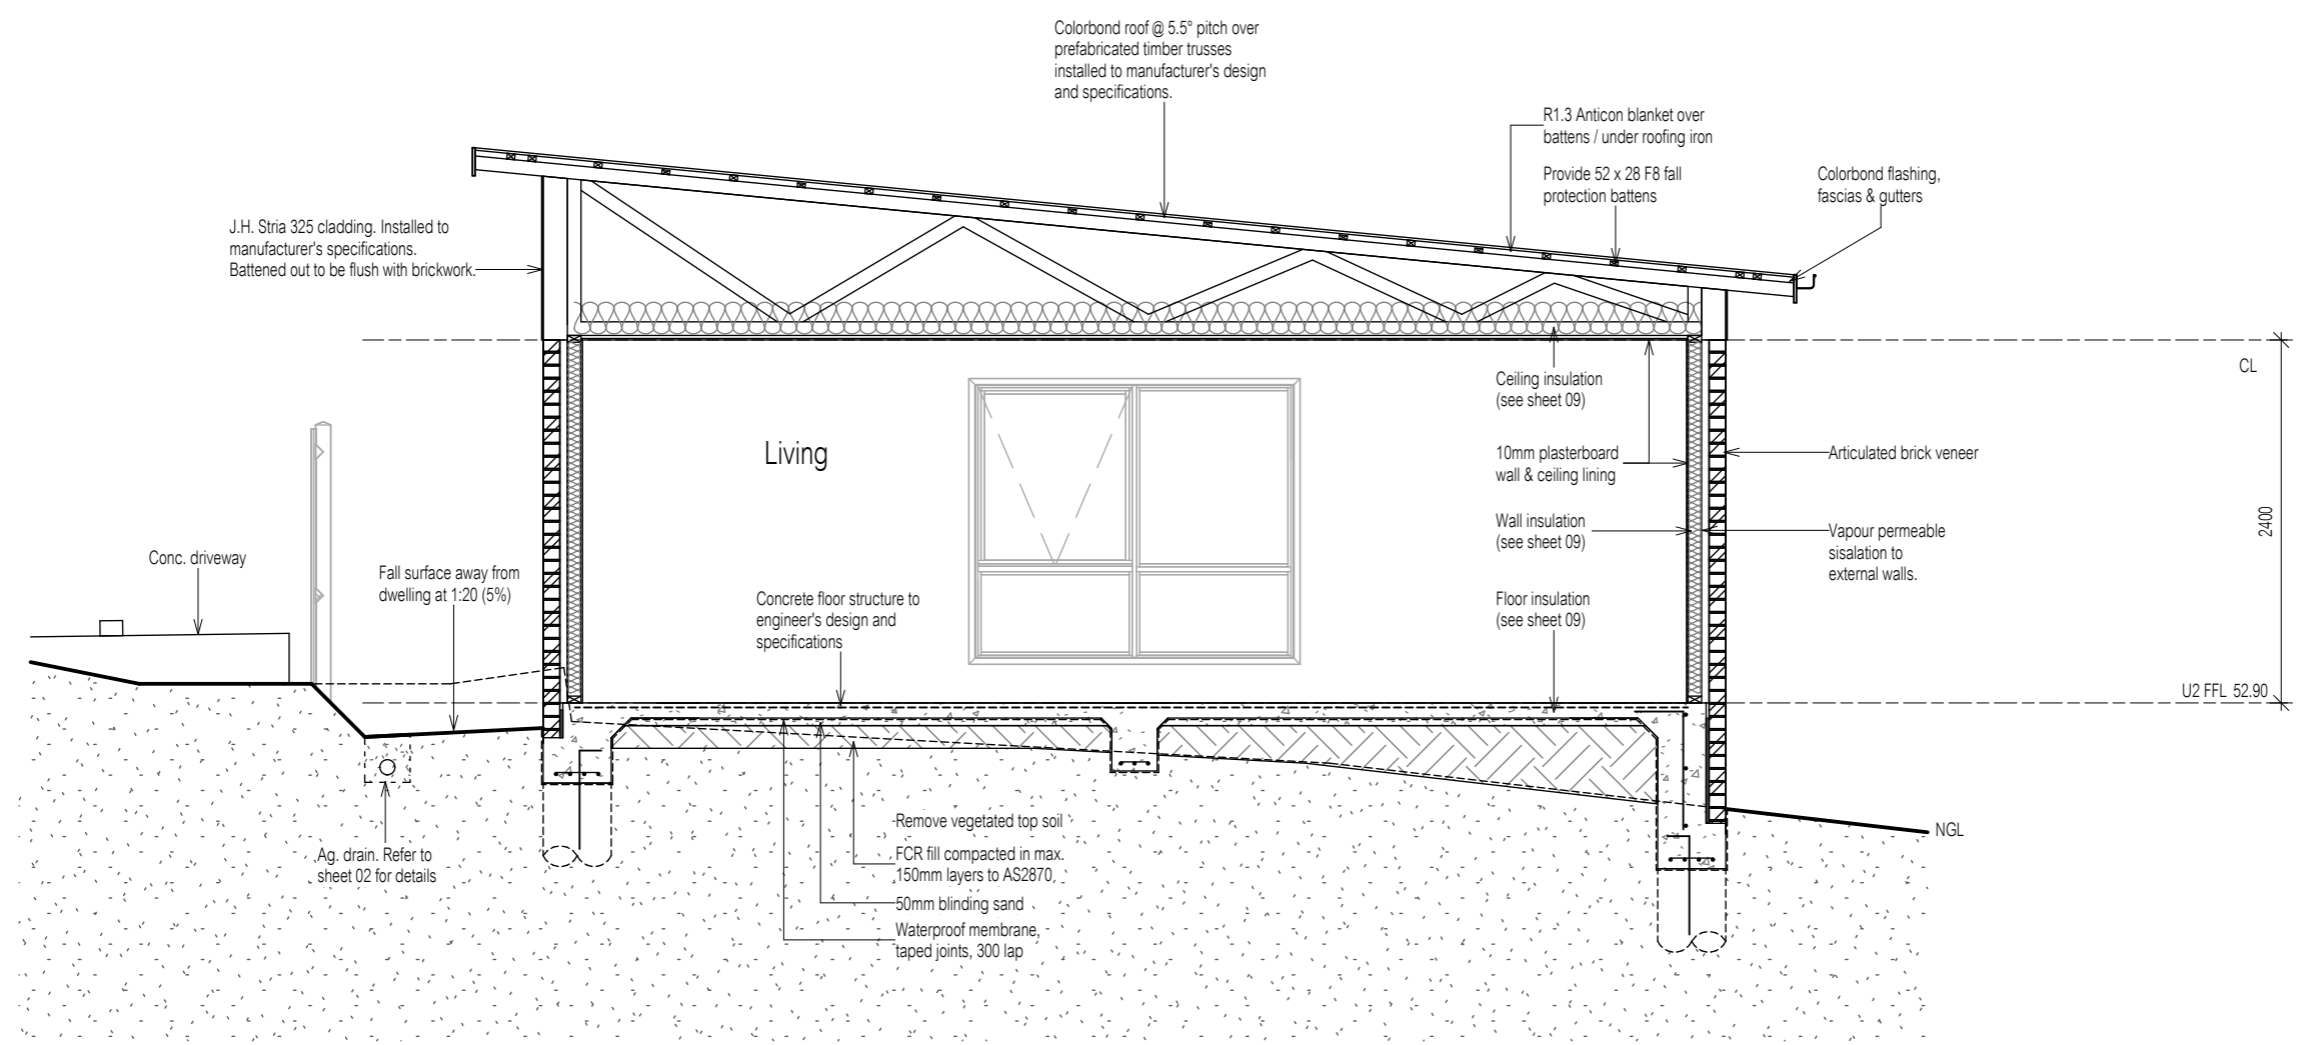 Colorbond roof @ 5.5° pitch over
prefabricated timber trusses
installed to manufacturer's design
and specifications.
R1.3 Anticon blanket over
battens / under roofing iron
Provide 52 x 28 F8 fall
protection battens
Colorbond flashing,
fascias & gutters
J.H. Stria 325 cladding. Installed to
manufacturer's specifications.
Battened out to be flush with brickwork.
CL
Ceiling insulation
(see sheet 09)
Living
10mm plasterboard
wall & ceiling lining
Articulated brick veneer
Wall insulation
(see sheet 09)
Vapour permeable
sisalation to
external walls.
2400
Conc. driveway
Fall surface away from
dwelling at 1:20 (5%)
Concrete floor structure to
engineer's design and
specifications
Floor insulation
(see sheet 09)
U2 FFL 52.90
Remove vegetated top soil
FCR fill compacted in max.
150mm layers to AS2870
50mm blinding sand
Waterproof membrane,
taped joints, 300 lap
NGL
Ag. drain. Refer to
sheet 02 for details